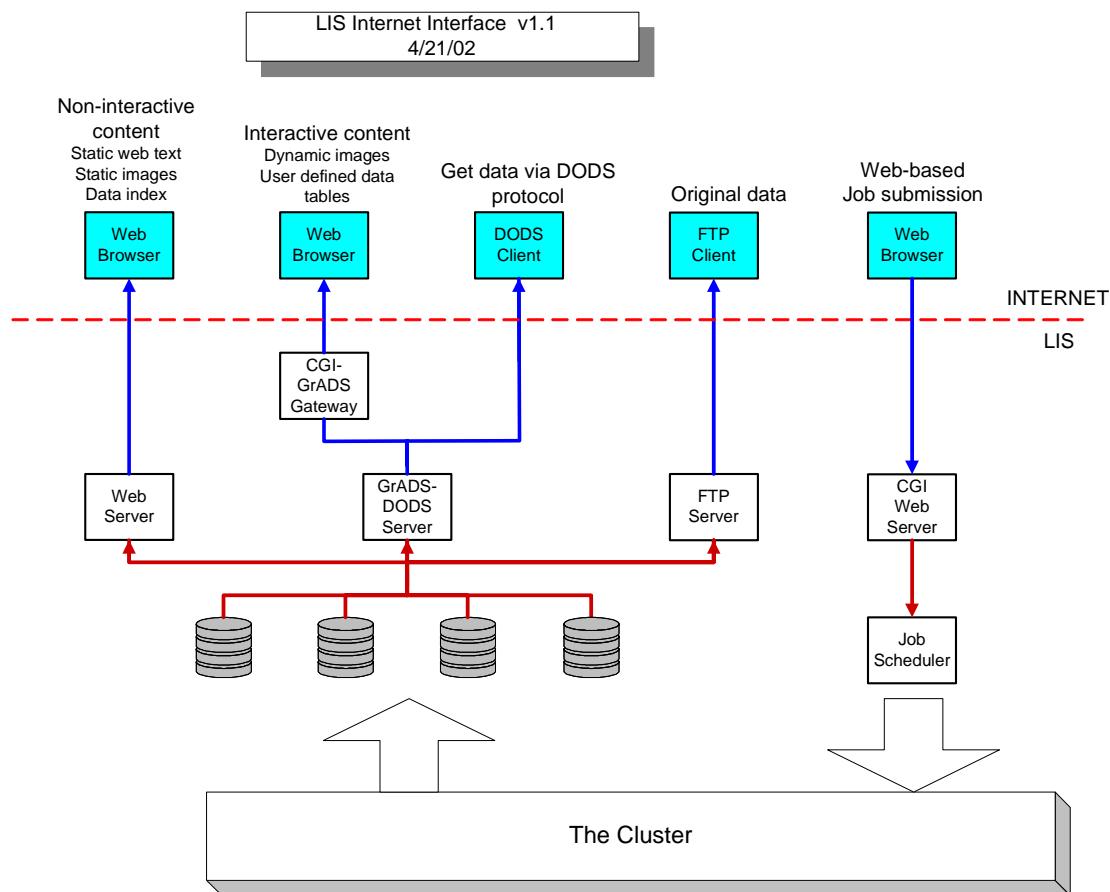 LIS Internet Interface v1.1
4/21/02
Non-interactive
content
Static web text
Static images
Data index
Interactive content
Dynamic images
User defined data
tables
Get data via DODS
protocol
Original data
Web-based
Job submission
Web
Browser
Web
Browser
DODS
Client
FTP
Client
Web
Browser
INTERNET
LIS
CGI-
GrADS
Gateway
Web
Server
GrADS-
DODS
Server
FTP
Server
CGI
Web
Server
Job
Scheduler
The Cluster